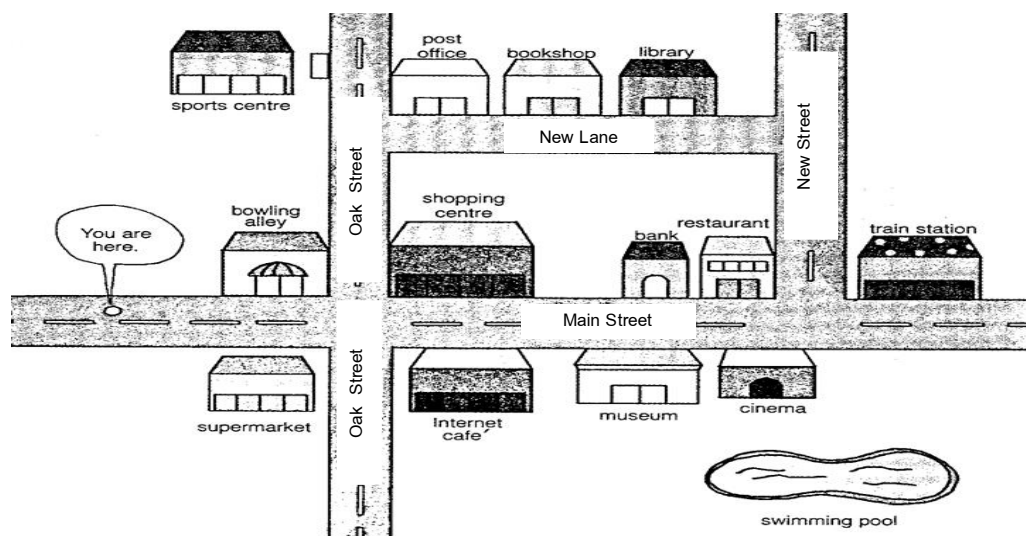 post
office
bookshop
library
sports centre
New Lane
Oak Street
New Street
bowling
alley
shopping
centre
You are
here.
bank
restaurant
train station
Main Street
Oak Street
supermarket
Internet
cafe´
museum
cinema
swimming pool